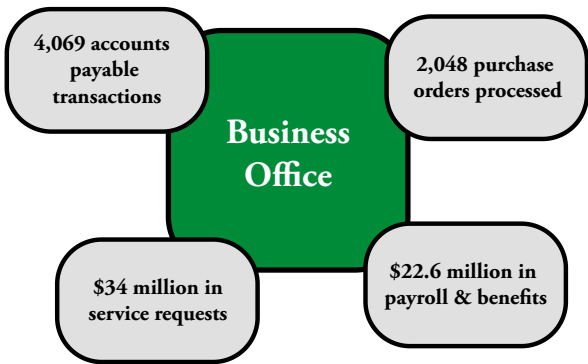 4,069 accounts
payable
transactions
2,048 purchase
orders processed
Business
Office
$34 million in
service requests
$22.6 million in
payroll & benefits